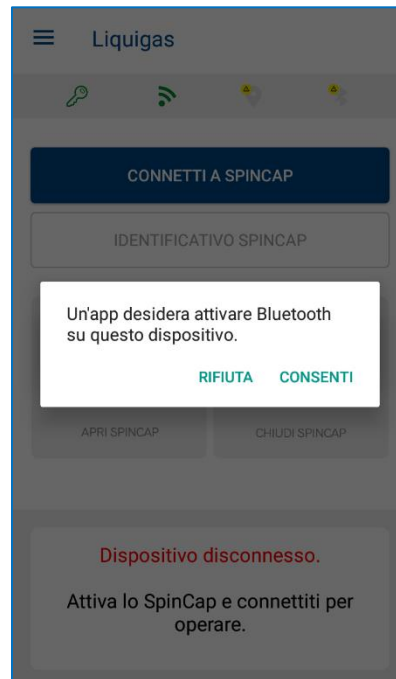 Liquigas
CONNETTI A SPINCAP
IDENTIFICATIVO SPINCAP
Un'app desidera attivare Bluetooth
su questo dispositivo.
RIFIUTA CONSENTI
APRI SPINCAP CHIUDI SPINCAP
Dispositivo disconnesso.
Attiva lo SpinCap e connettiti per
operare.